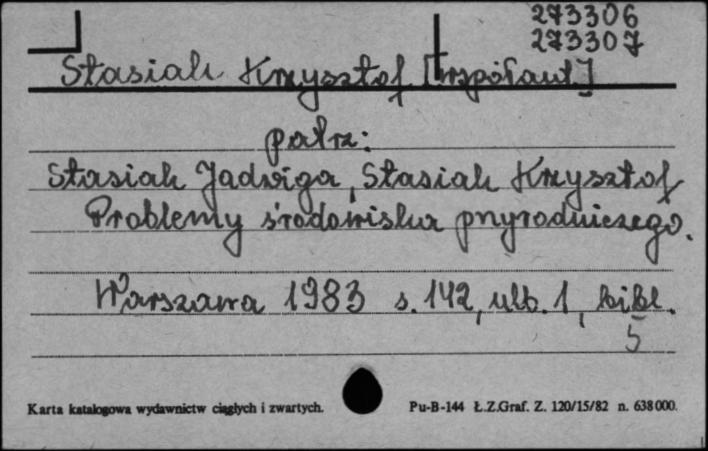 273306
273307
Stasiak Krzysztof [współaut]
patrz:
Stasiak Jadwiga, Stasiak Krzysztof
Problemy środowiska przyrodniczego.
Warszawa 1983 s. 142, ulb. 1, bibl.
5
Karta katalogowa wydawnictw ciągłych i zwartych. Pu-B-144 Ł.Z.Graf. Z. 120/15/82 n. 638000.